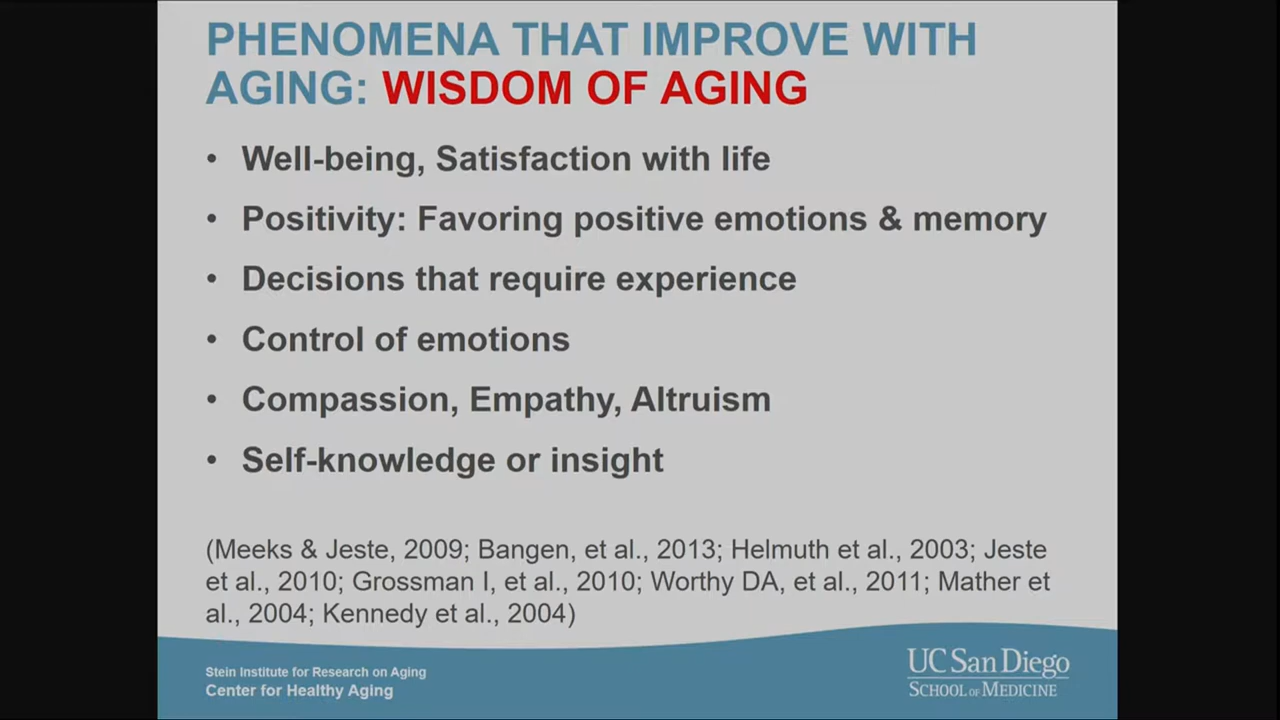 PHENOMENA THAT IMPROVE WITH
AGING: WISDOM OF AGING
• Well-being, Satisfaction with life
• Positivity: Favoring positive emotions & memory
• Decisions that require experience
• Control of emotions
• Compassion, Empathy, Altruism
• Self-knowledge or insight
(Meeks & Jeste, 2009; Bangen, et al., 2013; Helmuth et al., 2003; Jeste
et al., 2010; Grossman I, et al., 2010; Worthy DA, et al., 2011; Mather et
al., 2004; Kennedy et al., 2004)
Stein Institute for Research on Aging
Center for Healthy Aging
UC San Diego
SCHOOL OF MEDICINE